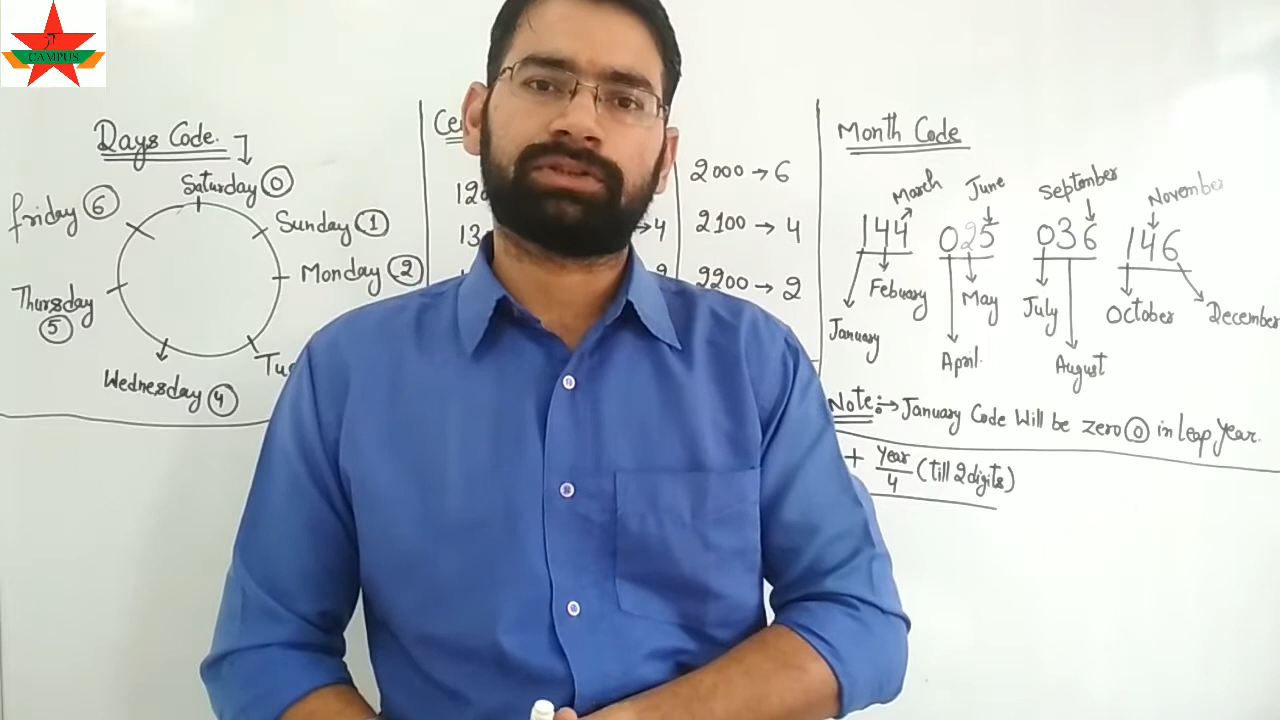 CAMPUS
Days Code
Saturday 0
Sunday 1
Monday 2
Wednesday 4
Thursday 5
Friday 6
2000 → 6
2100 → 4
2200 → 2
→4
Month Code
March
June
September
November
144 025 036 146
January
Febuary
April
May
July
August
October
December
Note :→ January Code Will be zero 0 in leap Year.
+ Year/4 (till 2 digits)